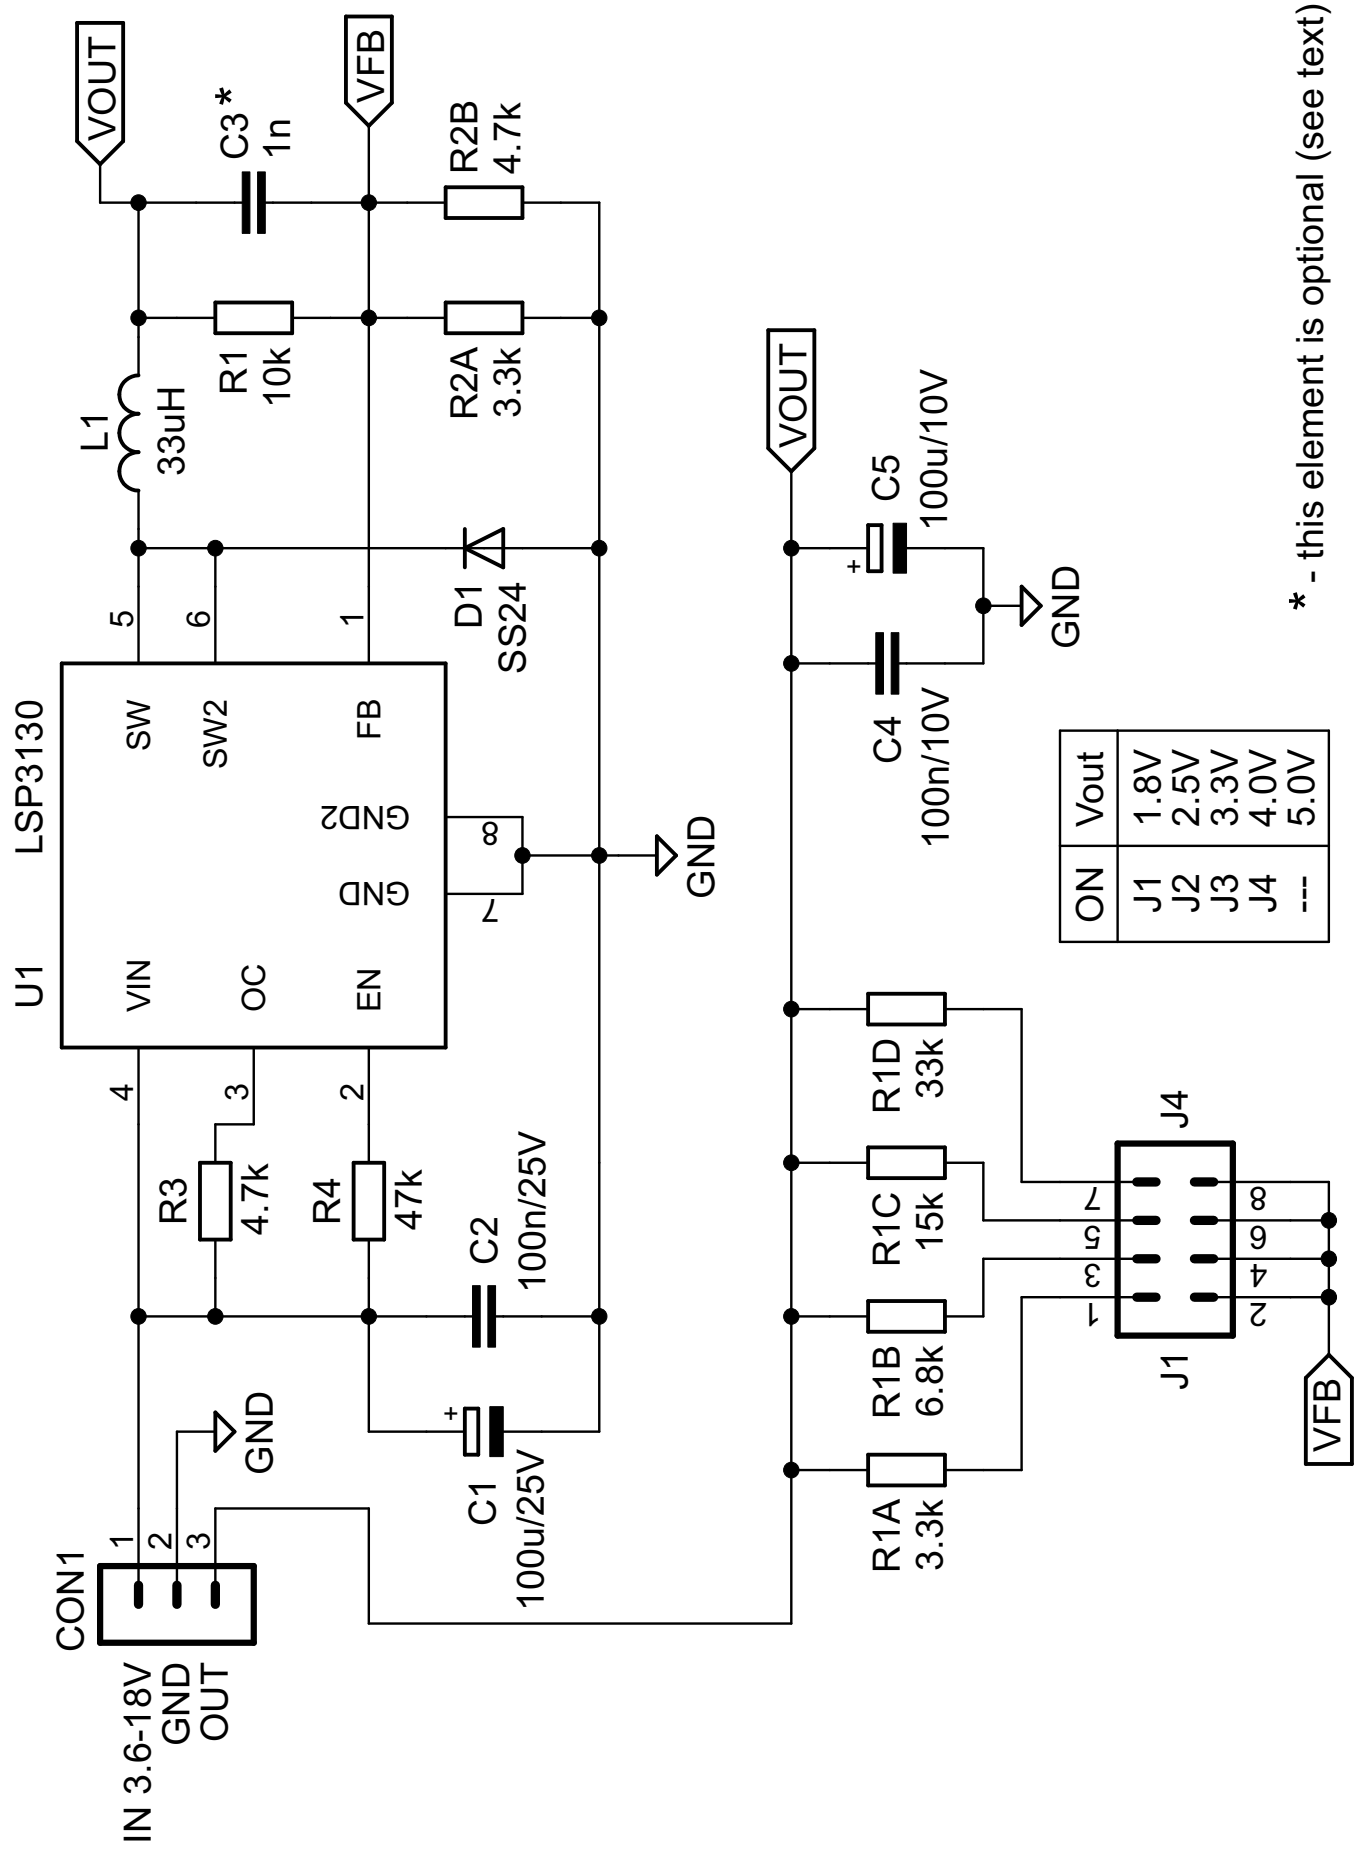 U1
LSP3130
VIN
OC
EN
GND
GND2
SW
SW2
FB
4
3
2
7
8
5
6
1
CON1
1
2
3
IN 3.6-18V
GND
OUT
GND
R3
4.7k
R4
47k
C1
100u/25V
+
C2
100n/25V
GND
D1
SS24
L1
33uH
R1
10k
R2A
3.3k
C3*
1n
R2B
4.7k
VOUT
VFB
R1A
3.3k
R1B
6.8k
R1C
15k
R1D
33k
C4
100n/10V
+
C5
100u/10V
GND
VOUT
J1
J4
1
3
5
7
2
4
6
8
VFB
ON Vout
J1 1.8V
J2 2.5V
J3 3.3V
J4 4.0V
--- 5.0V
* - this element is optional (see text)